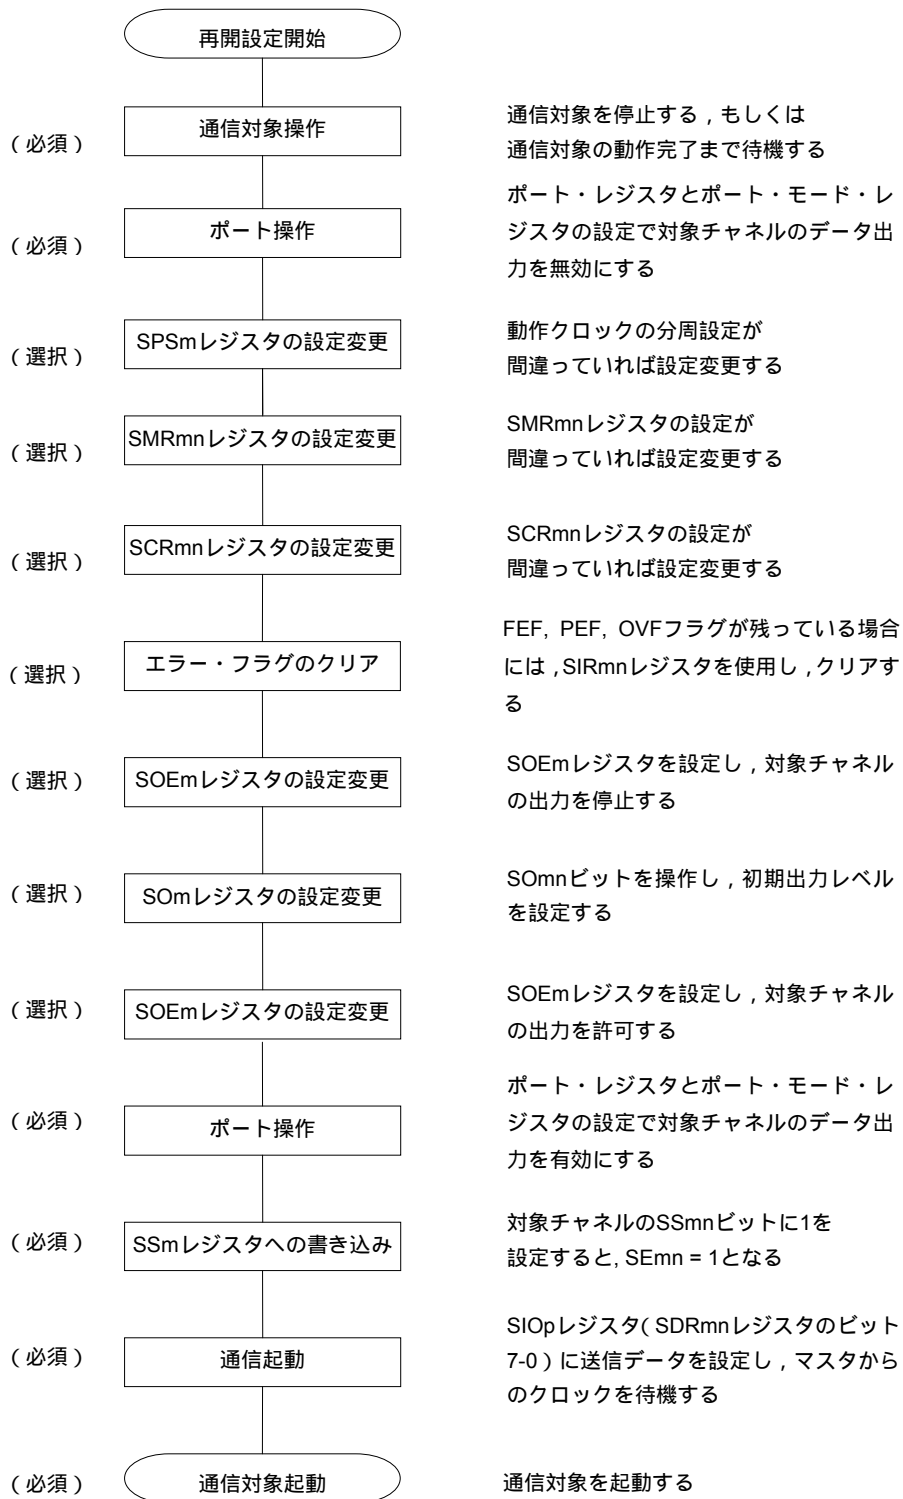 再開設定開始
(必須)
通信対象操作
通信対象を停止する,もしくは
通信対象の動作完了まで待機する
(必須)
ポート操作
ポート・レジスタとポート・モード・レ
ジスタの設定で対象チャネルのデータ出
力を無効にする
(選択)
SPSmレジスタの設定変更
動作クロックの分周設定が
間違っていれば設定変更する
(選択)
SMRmnレジスタの設定変更
SMRmnレジスタの設定が
間違っていれば設定変更する
(選択)
SCRmnレジスタの設定変更
SCRmnレジスタの設定が
間違っていれば設定変更する
(選択)
エラー・フラグのクリア
FEF, PEF, OVFフラグが残っている場合
には,SIRmnレジスタを使用し,クリアす
る
(選択)
SOEmレジスタの設定変更
SOEmレジスタを設定し,対象チャネル
の出力を停止する
(選択)
SOmレジスタの設定変更
SOmnビットを操作し,初期出力レベル
を設定する
(選択)
SOEmレジスタの設定変更
SOEmレジスタを設定し,対象チャネル
の出力を許可する
(必須)
ポート操作
ポート・レジスタとポート・モード・レ
ジスタの設定で対象チャネルのデータ出
力を有効にする
(必須)
SSmレジスタへの書き込み
対象チャネルのSSmnビットに1を
設定すると, SEmn = 1となる
(必須)
通信起動
SIOpレジスタ(SDRmnレジスタのビット
7-0)に送信データを設定し,マスタから
のクロックを待機する
(必須)
通信対象起動
通信対象を起動する